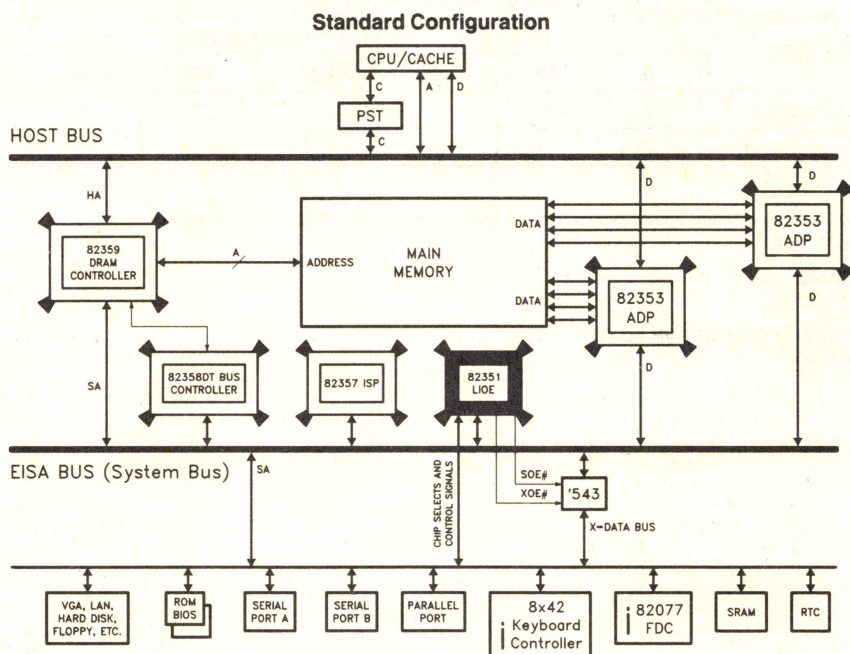 Standard Configuration
CPU/CACHE
C
A
D
PST
C
HOST BUS
HA
D
D
82359
DRAM
CONTROLLER
A
ADDRESS
MAIN
MEMORY
DATA
DATA
82353
ADP
82353
ADP
D
D
SA
82358DT BUS
CONTROLLER
82357 ISP
82351
LIOE
EISA BUS (System Bus)
SA
CHIP SELECTS AND
CONTROL SIGNALS
SOE#
XOE#
'543
X-DATA BUS
VGA, LAN,
HARD DISK,
FLOPPY, ETC.
ROM
BIOS
SERIAL
PORT A
SERIAL
PORT B
PARALLEL
PORT
i
8x42
Keyboard
Controller
i
82077
FDC
SRAM
RTC